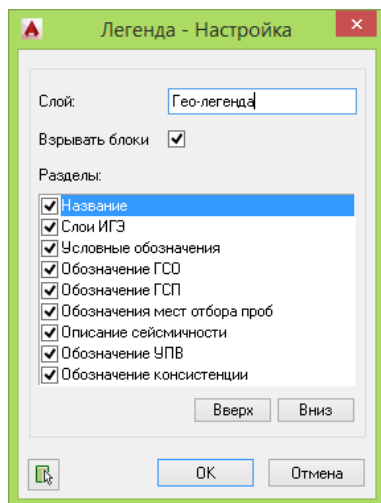 Легенда - Настройка
Слой: Гео-легенда
Взрывать блоки
Разделы:
Название
Слои ИГЭ
Условные обозначения
Обозначение ГСО
Обозначение ГСП
Обозначения мест отбора проб
Описание сейсмичности
Обозначение УПВ
Обозначение консистенции
Вверх Вниз
OK Отмена